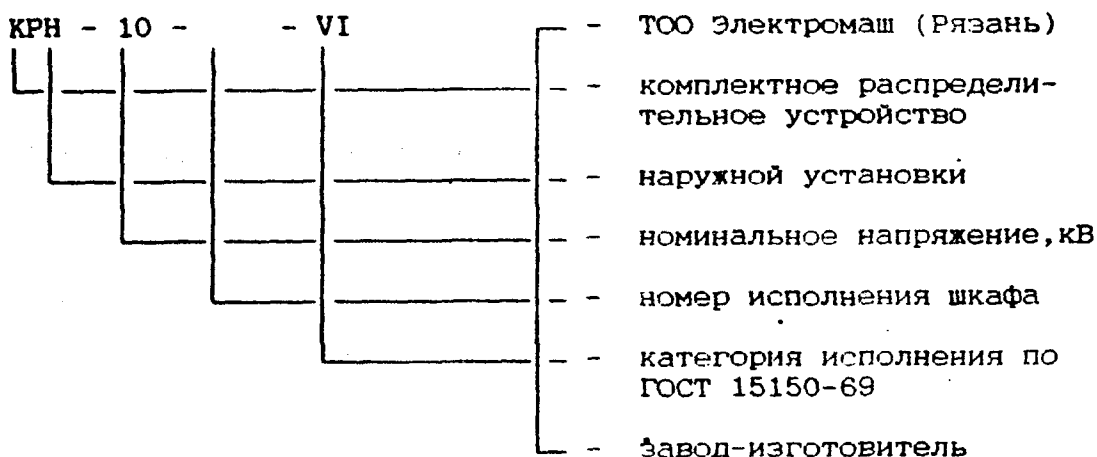 КРН - 10 -     - VI
- ТОО Электромаш (Рязань)
- комплектное распредели-
тельное устройство
- наружной установки
- номинальное напряжение,кВ
- номер исполнения шкафа
- категория исполнения по
ГОСТ 15150-69
- завод-изготовитель